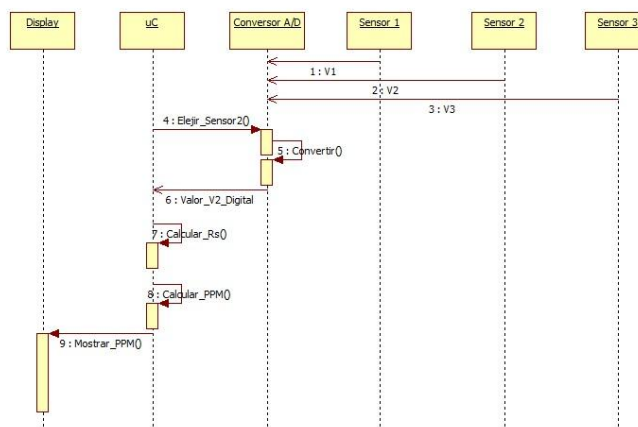 Display
uC
Conversor A/D
Sensor 1
Sensor 2
Sensor 3
1 : V1
2 : V2
3 : V3
4 : Elejir_Sensor2()
5 : Convertir()
6 : Valor_V2_Digital
7 : Calcular_Rs()
8 : Calcular_PPM()
9 : Mostrar_PPM()